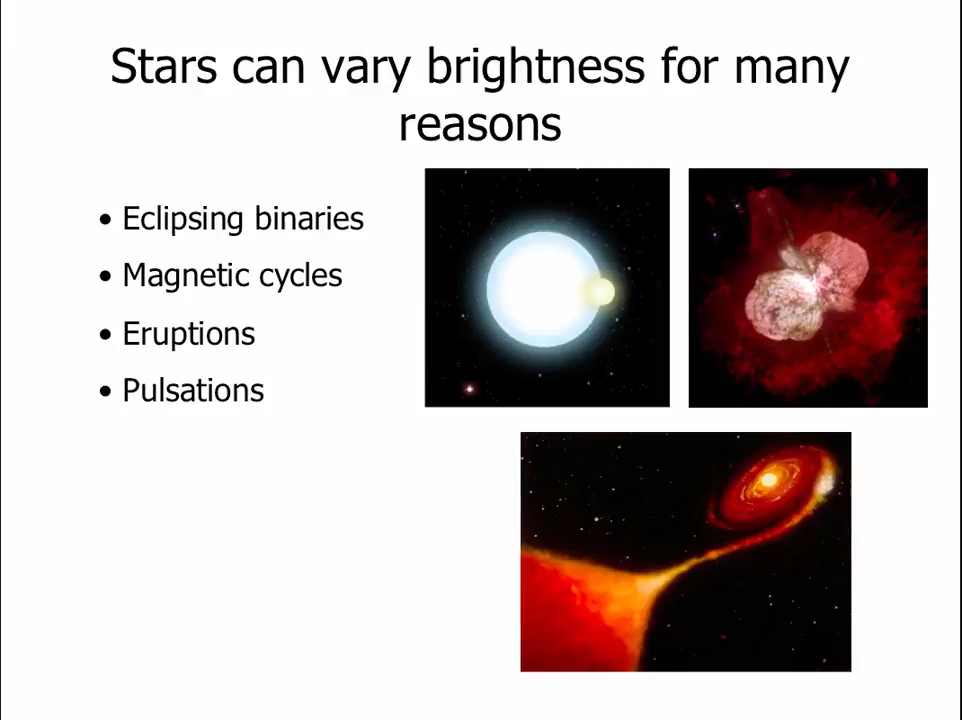 Stars can vary brightness for many
reasons
• Eclipsing binaries
• Magnetic cycles
• Eruptions
• Pulsations